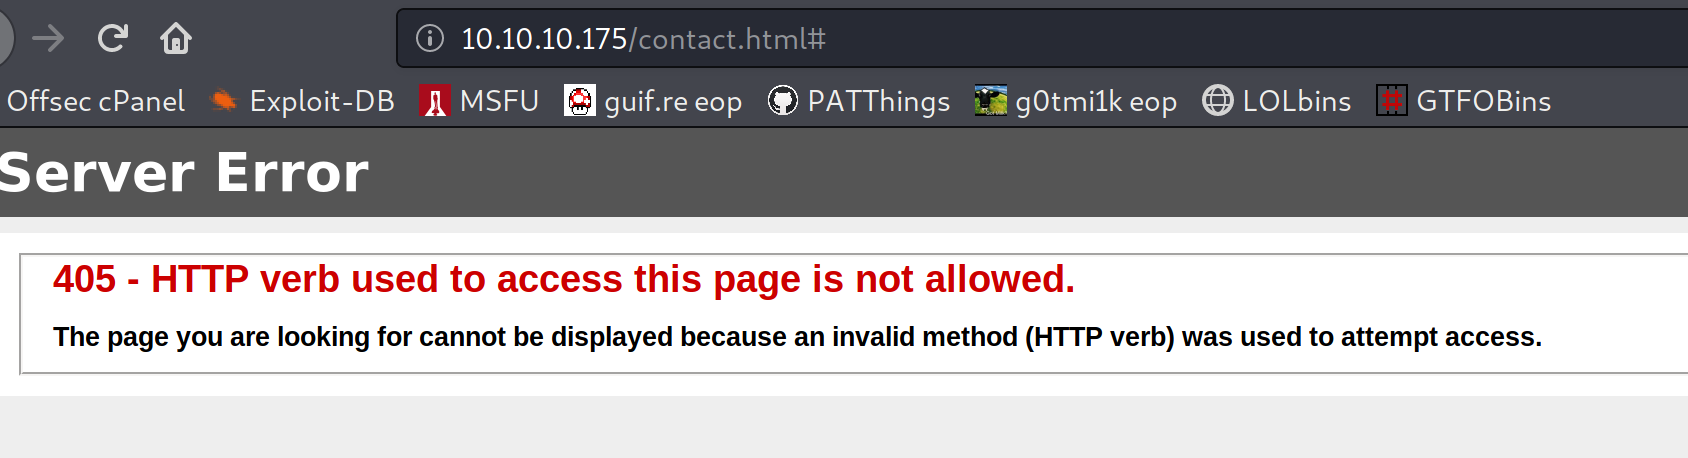 10.10.10.175/contact.html#
Offsec cPanel Exploit-DB MSFU guif.re eop PATThings g0tmi1k eop LOLbins GTFOBins
Server Error
405 - HTTP verb used to access this page is not allowed.
The page you are looking for cannot be displayed because an invalid method (HTTP verb) was used to attempt access.